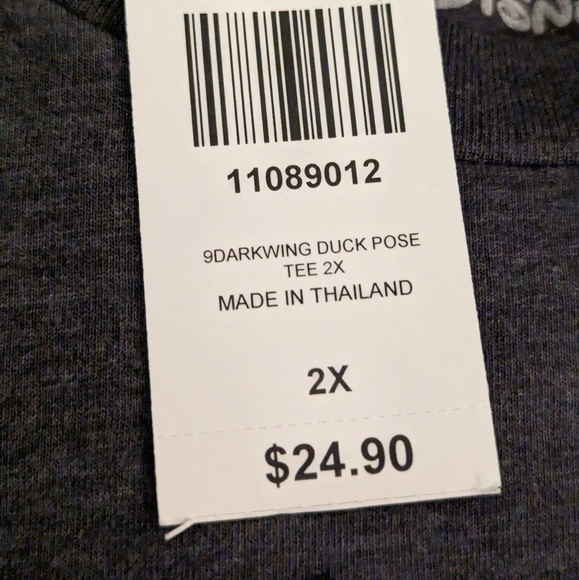 11089012
9DARKWING DUCK POSE
TEE 2X
MADE IN THAILAND
2X
$24.90